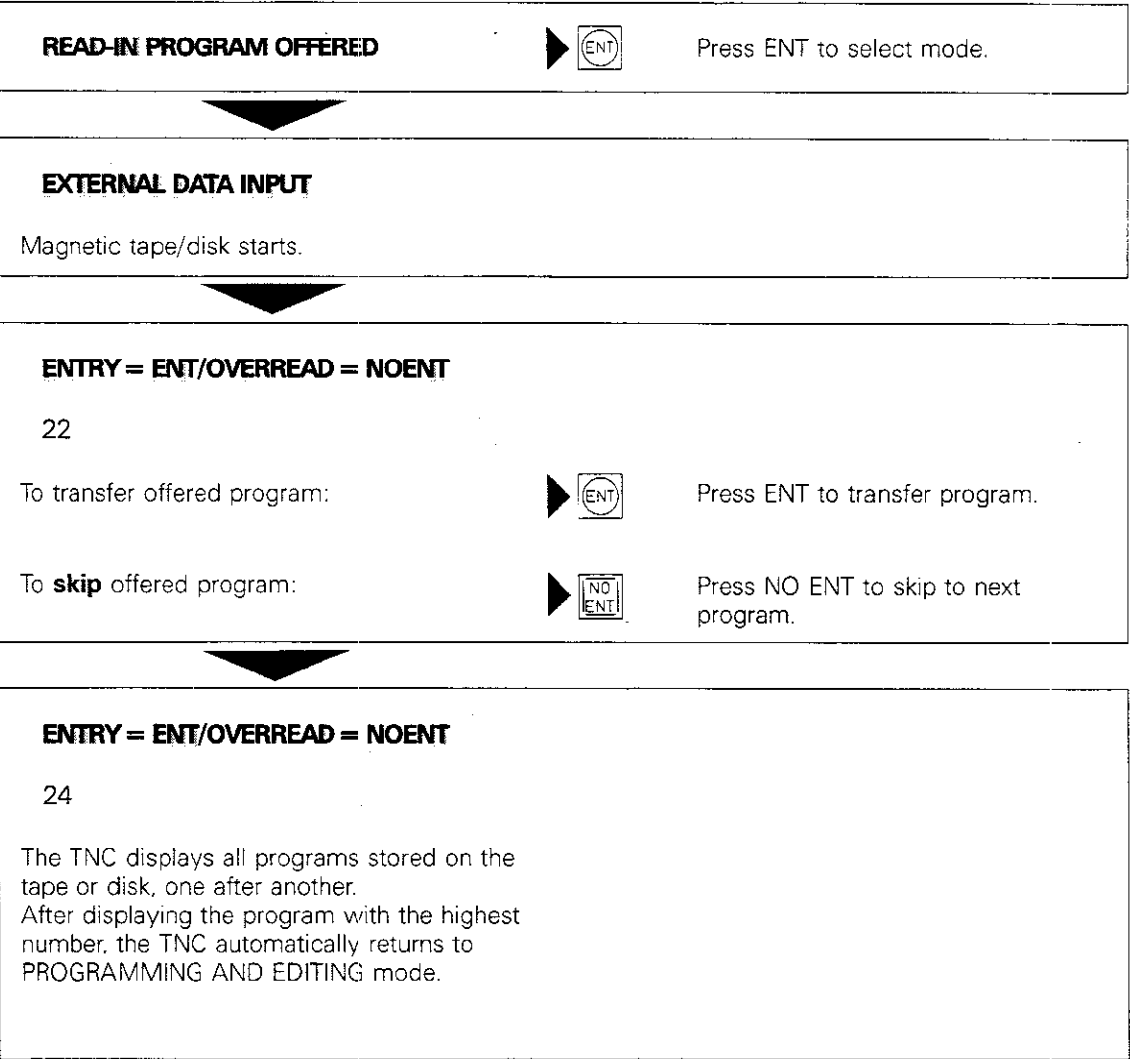 READ-IN PROGRAM OFFERED
ENT
Press ENT to select mode.
EXTERNAL DATA INPUT
Magnetic tape/disk starts.
ENTRY = ENT/OVERREAD = NOENT
22
To transfer offered program:
ENT
Press ENT to transfer program.
To skip offered program:
NO
ENT
Press NO ENT to skip to next
program.
ENTRY = ENT/OVERREAD = NOENT
24
The TNC displays all programs stored on the
tape or disk, one after another.
After displaying the program with the highest
number, the TNC automatically returns to
PROGRAMMING AND EDITING mode.